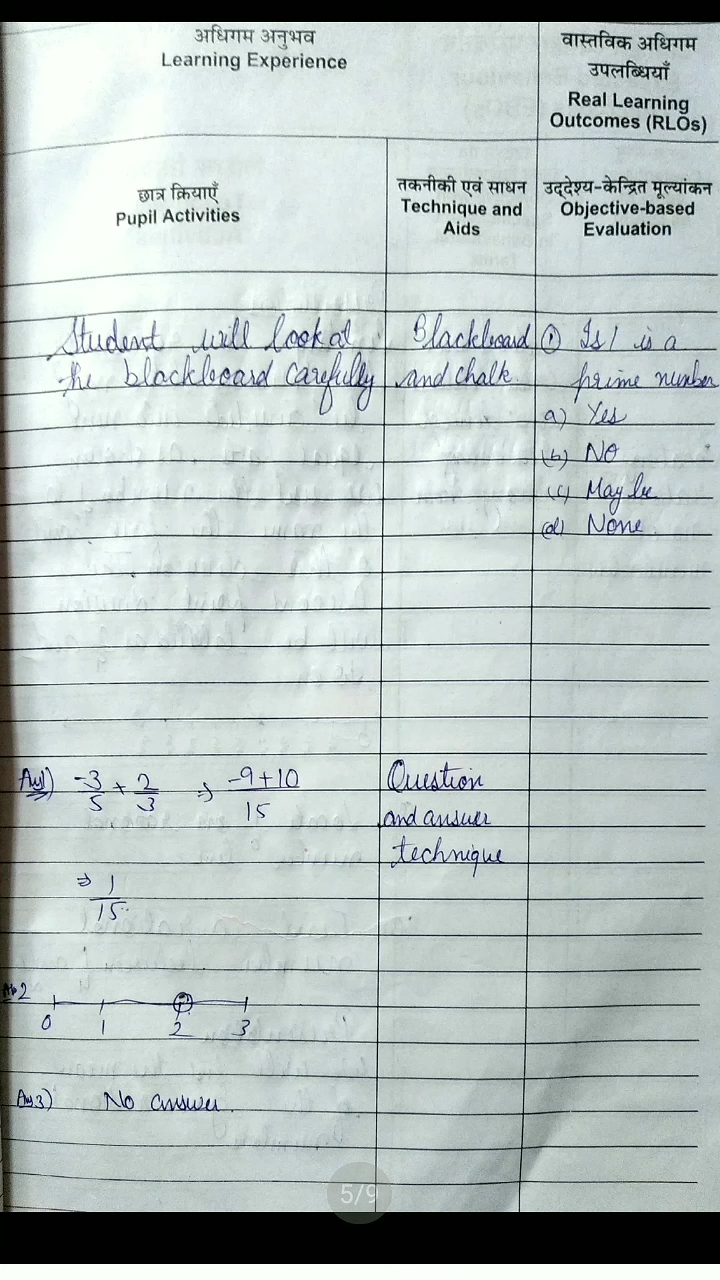 अधिगम अनुभव
Learning Experience
वास्तविक अधिगम
उपलब्धियाँ
Real Learning
Outcomes (RLOs)
छात्र क्रियाएँ
Pupil Activities
तकनीकी एवं साधन
Technique and
Aids
उद्देश्य-केन्द्रित मूल्यांकन
Objective-based
Evaluation
Student will look at
the blackboard carefully
Blackboard
and chalk.
① Is 1 is a
prime number
a) Yes
(b) NO
(c) May be
(d) None.
Ans1) -3/5 + 2/3 ⇒ -9+10/15
⇒ 1/15
Question
and answer
technique
Ans2
0 1 2 3
Ans3) No answer.
5/9